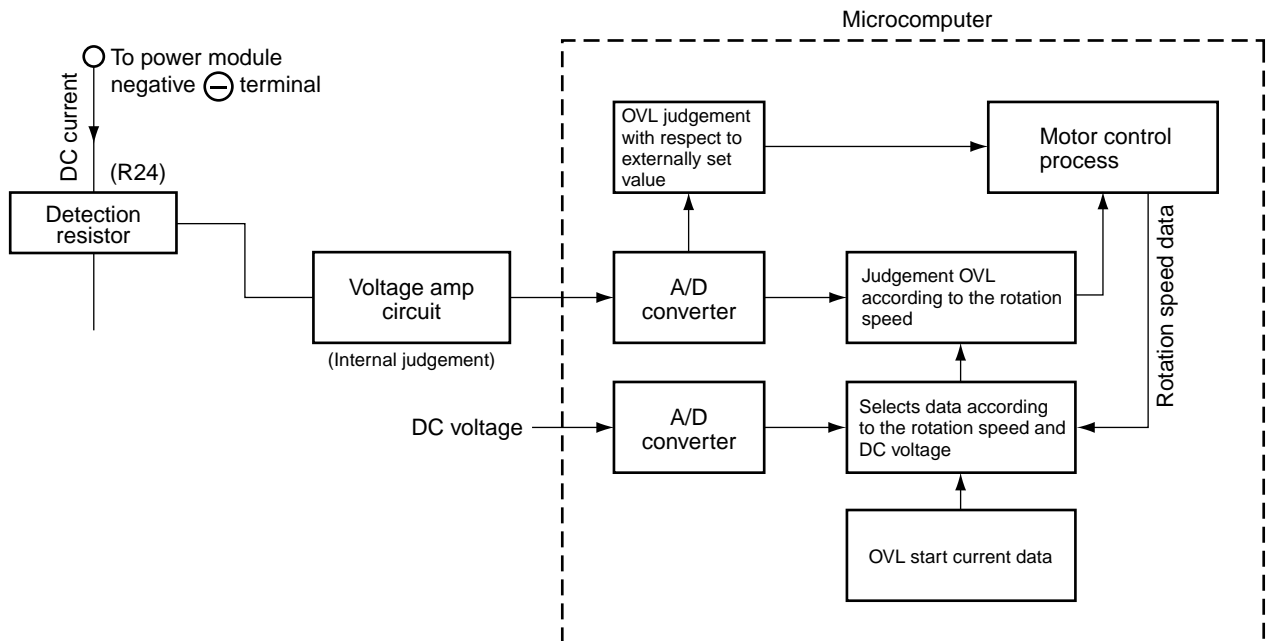 Microcomputer
To power module
negative ⊖ terminal
DC current
(R24)
Detection
resistor
OVL judgement
with respect to
externally set
value
Motor control
process
Rotation speed data
Voltage amp
circuit
(Internal judgement)
A/D
converter
Judgement OVL
according to the rotation
speed
DC voltage
A/D
converter
Selects data according
to the rotation speed and
DC voltage
OVL start current data